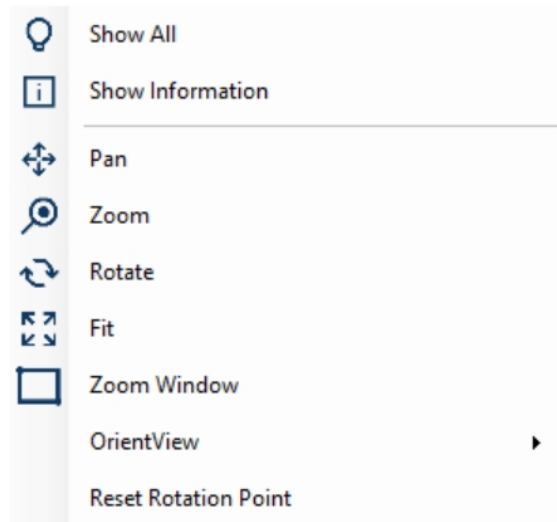 Show All
Show Information
Pan
Zoom
Rotate
Fit
Zoom Window
OrientView
Reset Rotation Point